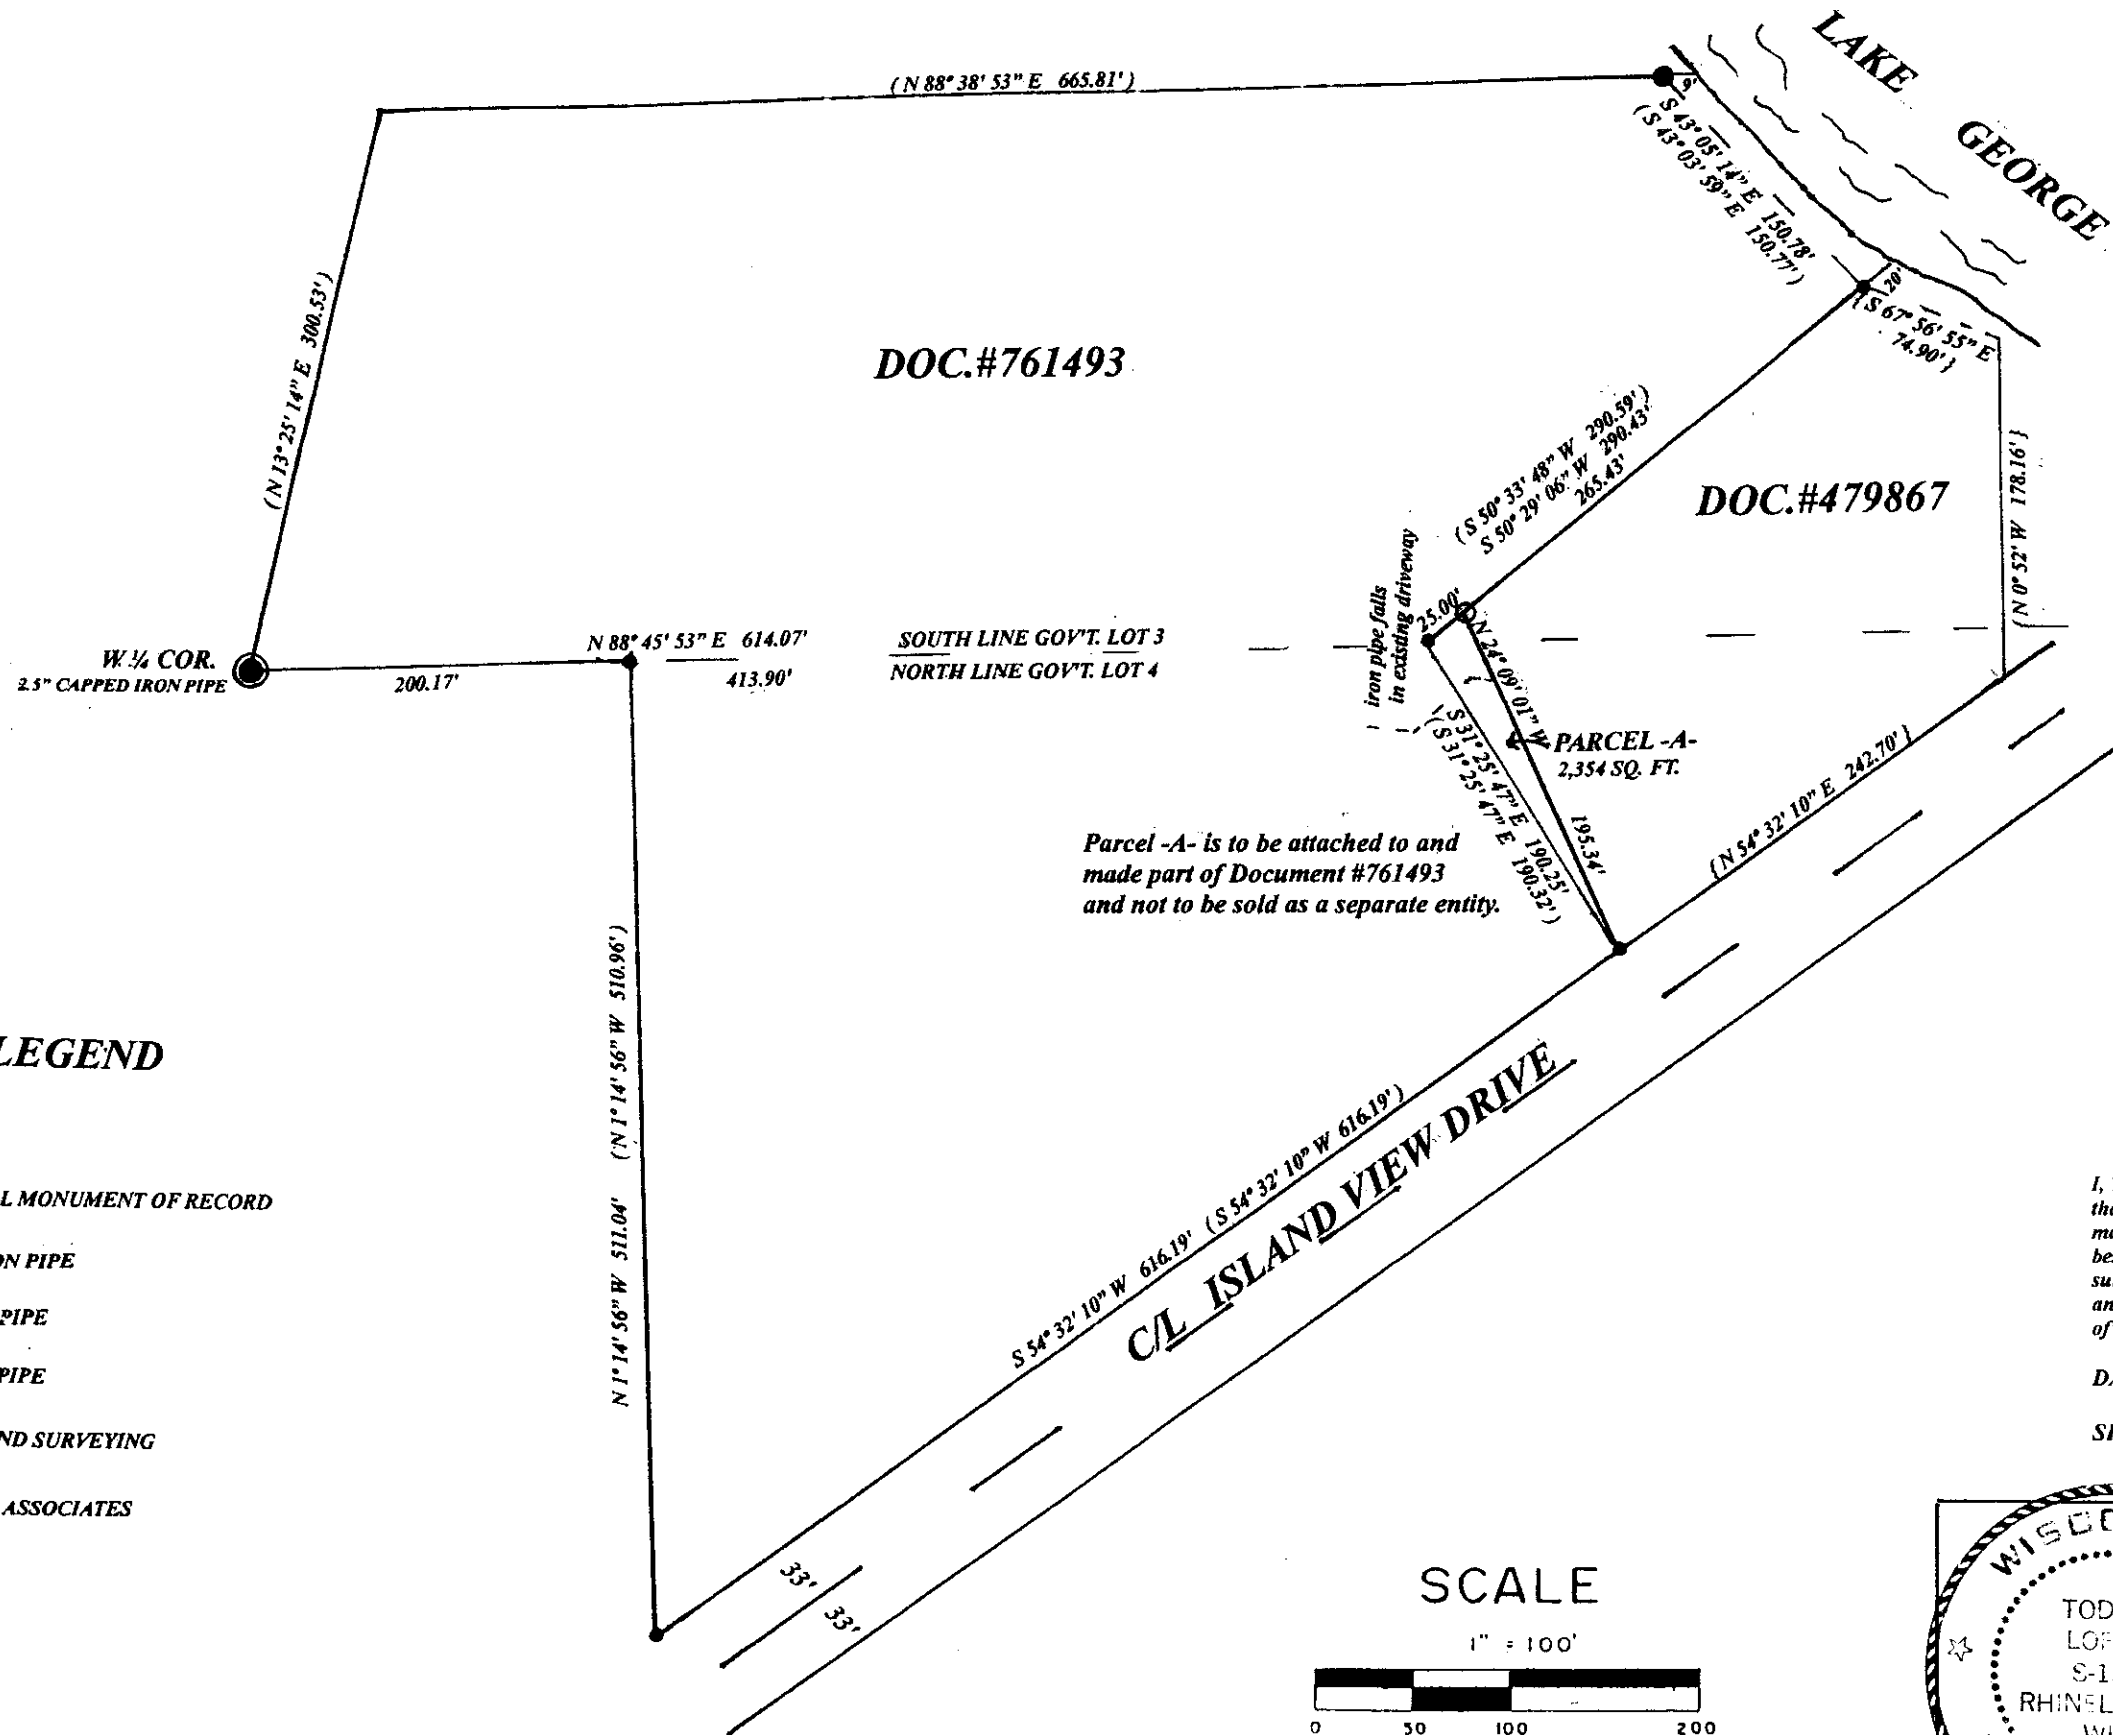 LAKE GEORGE
( N 88° 38' 53" E 665.81' )
9'
S 43° 05' 14" E 150.78'
( S 43° 03' 59" E 150.77' )
20'
{ S 67° 56' 55" E
74.90' }
( N 13° 25' 14" E 300.53' )
DOC.#761493
( S 50° 33' 48" W 290.59' )
S 50° 29' 06" W 290.43'
265.43'
DOC.#479867
{ N 0° 52' W 178.16' }
iron pipe falls
in existing driveway
25.00'
N 24° 09' 01" W
195.34'
W. ¼ COR.
2.5" CAPPED IRON PIPE
N 88° 45' 53" E 614.07'
200.17'
413.90'
SOUTH LINE GOV'T. LOT 3
NORTH LINE GOV'T. LOT 4
S 31° 25' 47" E 190.25'
( S 31° 25' 47" E 190.32' )
PARCEL -A-
2,354 SQ. FT.
{ N 54° 32' 10" E 242.70' }
Parcel -A- is to be attached to and
made part of Document #761493
and not to be sold as a separate entity.
N 1° 14' 56" W 511.04' ( N 1° 14' 56" W 510.96' )
LEGEND
L MONUMENT OF RECORD
ON PIPE
PIPE
PIPE
ND SURVEYING
ASSOCIATES
S 54° 32' 10" W 616.19' ( S 54° 32' 10" W 616.19' )
C/L ISLAND VIEW DRIVE
33'
33'
I,
of
SCALE
1" = 100'
0 50 100 200
WISCO
TOD
S-1
RHINEL